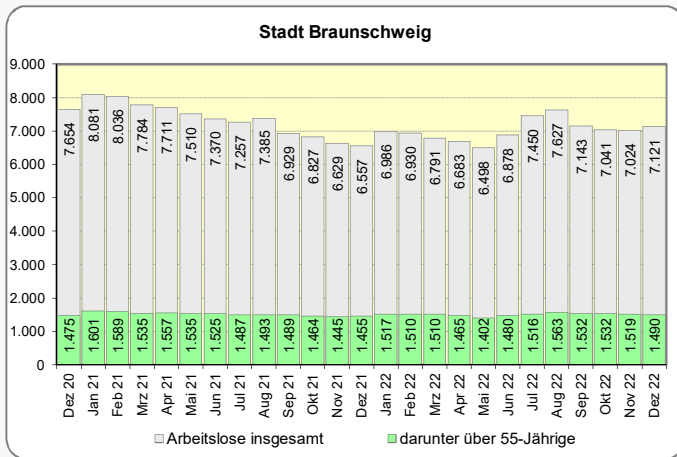 Stadt Braunschweig
9.000
8.000
7.000
6.000
5.000
4.000
3.000
2.000
1.000
0
7.654
8.081
8.036
7.784
7.711
7.510
7.370
7.257
7.385
6.929
6.827
6.629
6.557
6.986
6.930
6.791
6.683
6.498
6.878
7.450
7.627
7.143
7.041
7.024
7.121
1.475
1.601
1.589
1.535
1.557
1.535
1.525
1.487
1.493
1.489
1.464
1.445
1.455
1.517
1.510
1.510
1.465
1.402
1.480
1.516
1.563
1.532
1.532
1.519
1.490
Dez 20
Jan 21
Feb 21
Mrz 21
Apr 21
Mai 21
Jun 21
Jul 21
Aug 21
Sep 21
Okt 21
Nov 21
Dez 21
Jan 22
Feb 22
Mrz 22
Apr 22
Mai 22
Jun 22
Jul 22
Aug 22
Sep 22
Okt 22
Nov 22
Dez 22
Arbeitslose insgesamt
darunter über 55-Jährige